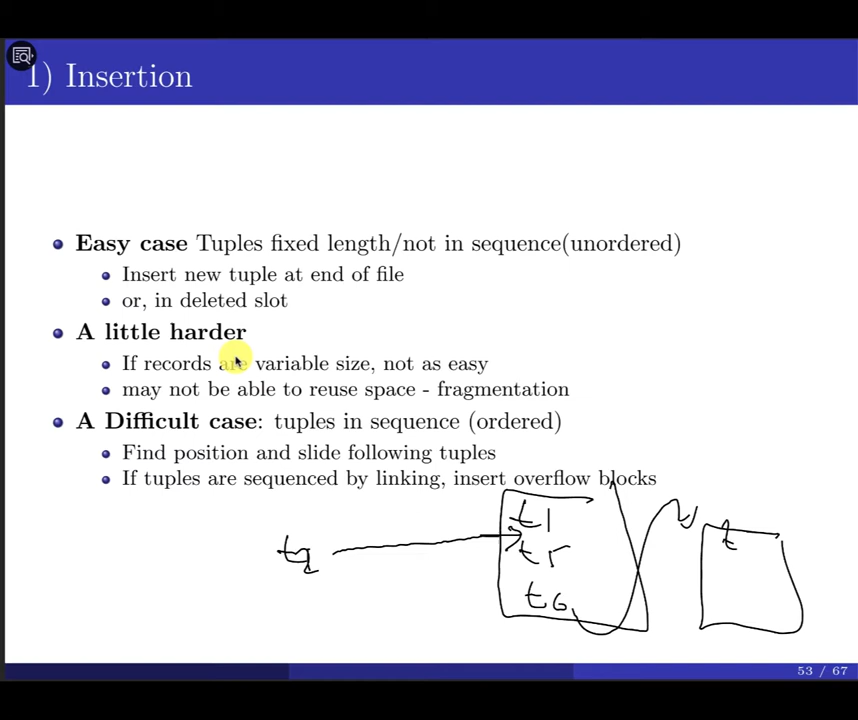 1) Insertion
Easy case Tuples fixed length/not in sequence(unordered)
Insert new tuple at end of file
or, in deleted slot
A little harder
If records are variable size, not as easy
may not be able to reuse space - fragmentation
A Difficult case: tuples in sequence (ordered)
Find position and slide following tuples
If tuples are sequenced by linking, insert overflow blocks
t1
t
53 / 67